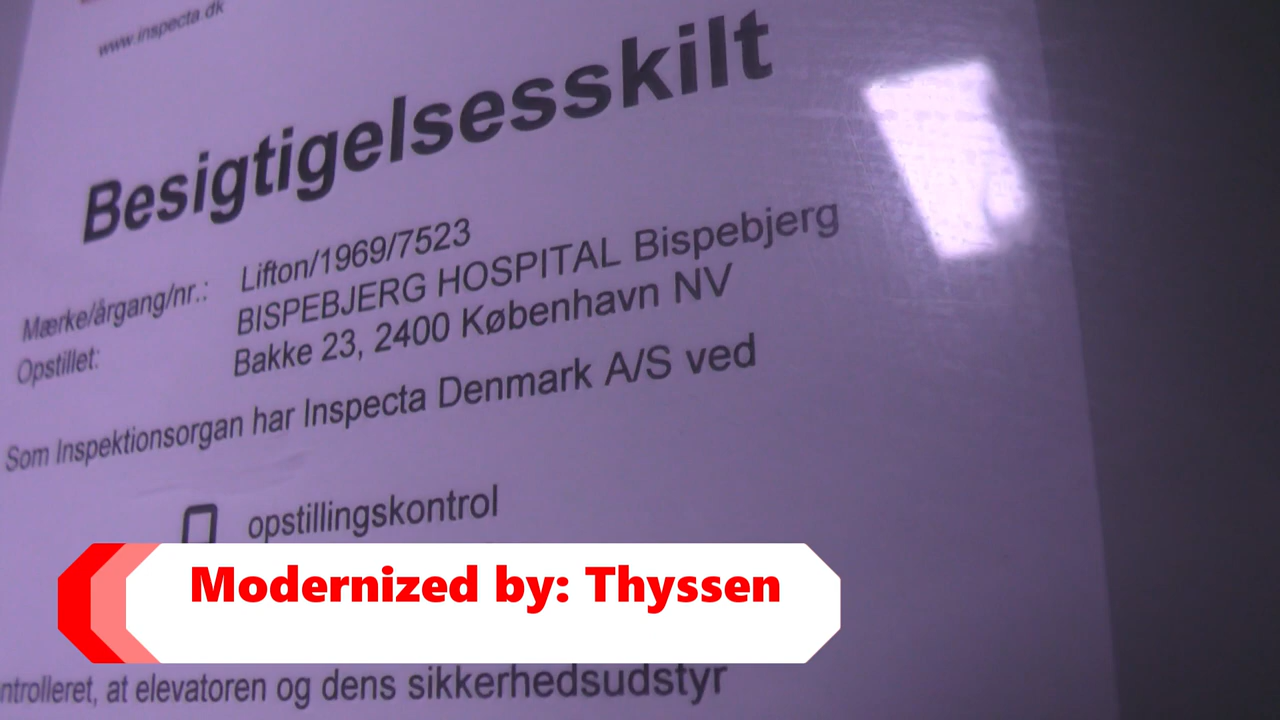 www.inspecta.dk
Besigtigelsesskilt
Mærke/årgang/nr.: Lifton/1969/7523
Opstillet: BISPEBJERG HOSPITAL Bispebjerg
Bakke 23, 2400 København NV
Som Inspektionsorgan har Inspecta Denmark A/S ved
opstillingskontrol
Modernized by: Thyssen
ntrolleret, at elevatoren og dens sikkerhedsudstyr